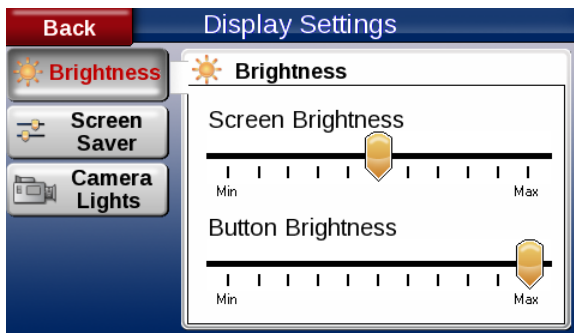 Back
Display Settings
Brightness
Screen
Saver
Camera
Lights
Brightness
Screen Brightness
Min
Max
Button Brightness
Min
Max